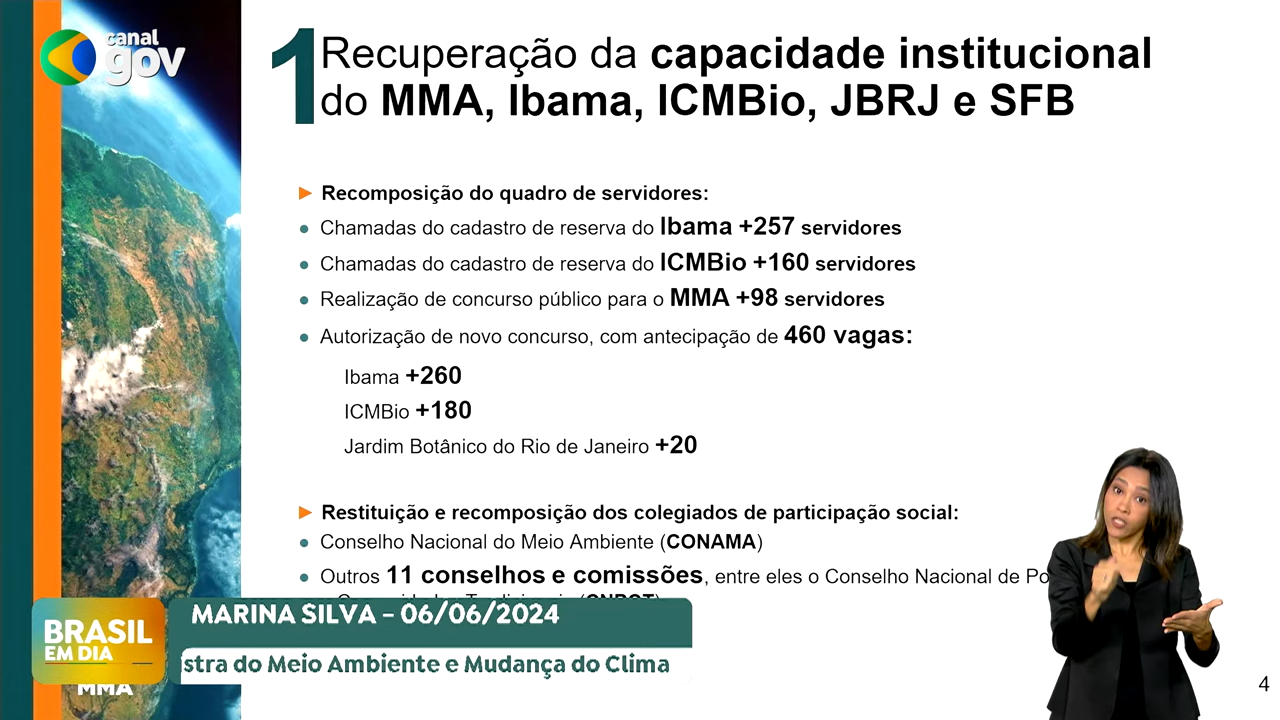 canal
gov
1
Recuperação da capacidade institucional
do MMA, Ibama, ICMBio, JBRJ e SFB
► Recomposição do quadro de servidores:
• Chamadas do cadastro de reserva do Ibama +257 servidores
• Chamadas do cadastro de reserva do ICMBio +160 servidores
• Realização de concurso público para o MMA +98 servidores
• Autorização de novo concurso, com antecipação de 460 vagas:
Ibama +260
ICMBio +180
Jardim Botânico do Rio de Janeiro +20
► Restituição e recomposição dos colegiados de participação social:
• Conselho Nacional do Meio Ambiente (CONAMA)
• Outros 11 conselhos e comissões, entre eles o Conselho Nacional de Po
MARINA SILVA – 06/06/2024
BRASIL
EM DIA
stra do Meio Ambiente e Mudança do Clima
MMA
4